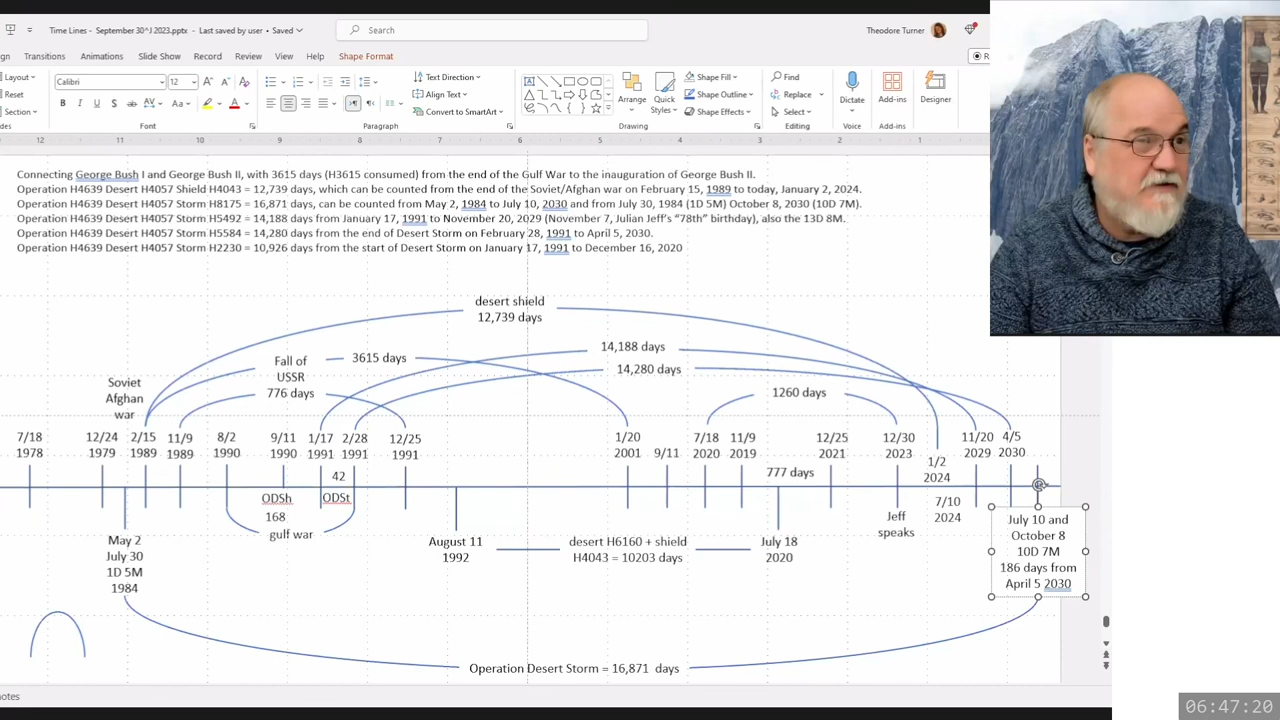 Time Lines - September 30^J 2023.pptx • Last saved by user • Saved
Search
Theodore Turner
gn Transitions Animations Slide Show Record Review View Help Shape Format
Layout
Reset
Section
Calibri 12
Text Direction
Align Text
Convert to SmartArt
Arrange
Quick Styles
Shape Fill
Shape Outline
Shape Effects
Find
Replace
Select
Dictate
Add-ins
Designer
des Font Paragraph Drawing Editing Voice Add-ins
12 11 10 9 8 7 6 5 4 3 2 1
Connecting George Bush I and George Bush II, with 3615 days (H3615 consumed) from the end of the Gulf War to the inauguration of George Bush II.
Operation H4639 Desert H4057 Shield H4043 = 12,739 days, which can be counted from the end of the Soviet/Afghan war on February 15, 1989 to today, January 2, 2024.
Operation H4639 Desert H4057 Storm H8175 = 16,871 days, can be counted from May 2, 1984 to July 10, 2030 and from July 30, 1984 (1D 5M) October 8, 2030 (10D 7M).
Operation H4639 Desert H4057 Storm H5492 = 14,188 days from January 17, 1991 to November 20, 2029 (November 7, Julian Jeff's “78th” birthday), also the 13D 8M.
Operation H4639 Desert H4057 Storm H5584 = 14,280 days from the end of Desert Storm on February 28, 1991 to April 5, 2030.
Operation H4639 Desert H4057 Storm H2230 = 10,926 days from the start of Desert Storm on January 17, 1991 to December 16, 2020
desert shield
12,739 days
14,188 days
14,280 days
Fall of
USSR
776 days
3615 days
1260 days
Soviet
Afghan
war
7/18
1978
12/24
1979
2/15
1989
11/9
1989
8/2
1990
9/11
1990
1/17
1991
2/28
1991
12/25
1991
1/20
2001
9/11
7/18
2020
11/9
2019
12/25
2021
12/30
2023
1/2
2024
11/20
2029
4/5
2030
777 days
42
ODSh
ODSt
168
gulf war
7/10
2024
Jeff
speaks
May 2
July 30
1D 5M
1984
August 11
1992
desert H6160 + shield
H4043 = 10203 days
July 18
2020
July 10 and
October 8
10D 7M
186 days from
April 5 2030
Operation Desert Storm = 16,871 days
notes
06:47:20